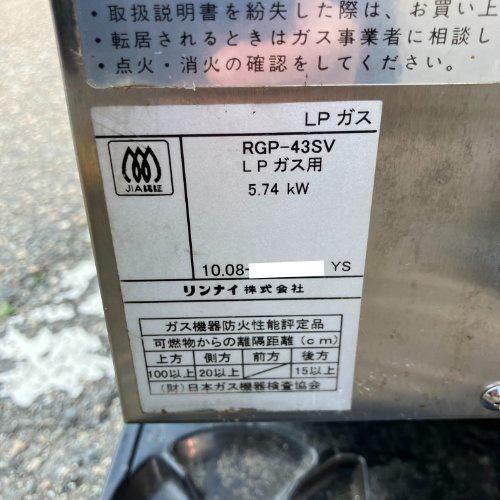 ・取扱説明書を紛失した際は、お買い上
・転居されるときはガス事業者に相談し
・点火・消火の確認をしてください。
LPガス
JIA認証
RGP-43SV
LPガス用
5.74 kW
10.08- YS
リンナイ株式会社
ガス機器防火性能評定品
可燃物からの離隔距離(cm)
上方 側方 前方 後方
100以上 20以上 15以上
(財)日本ガス機器検査協会